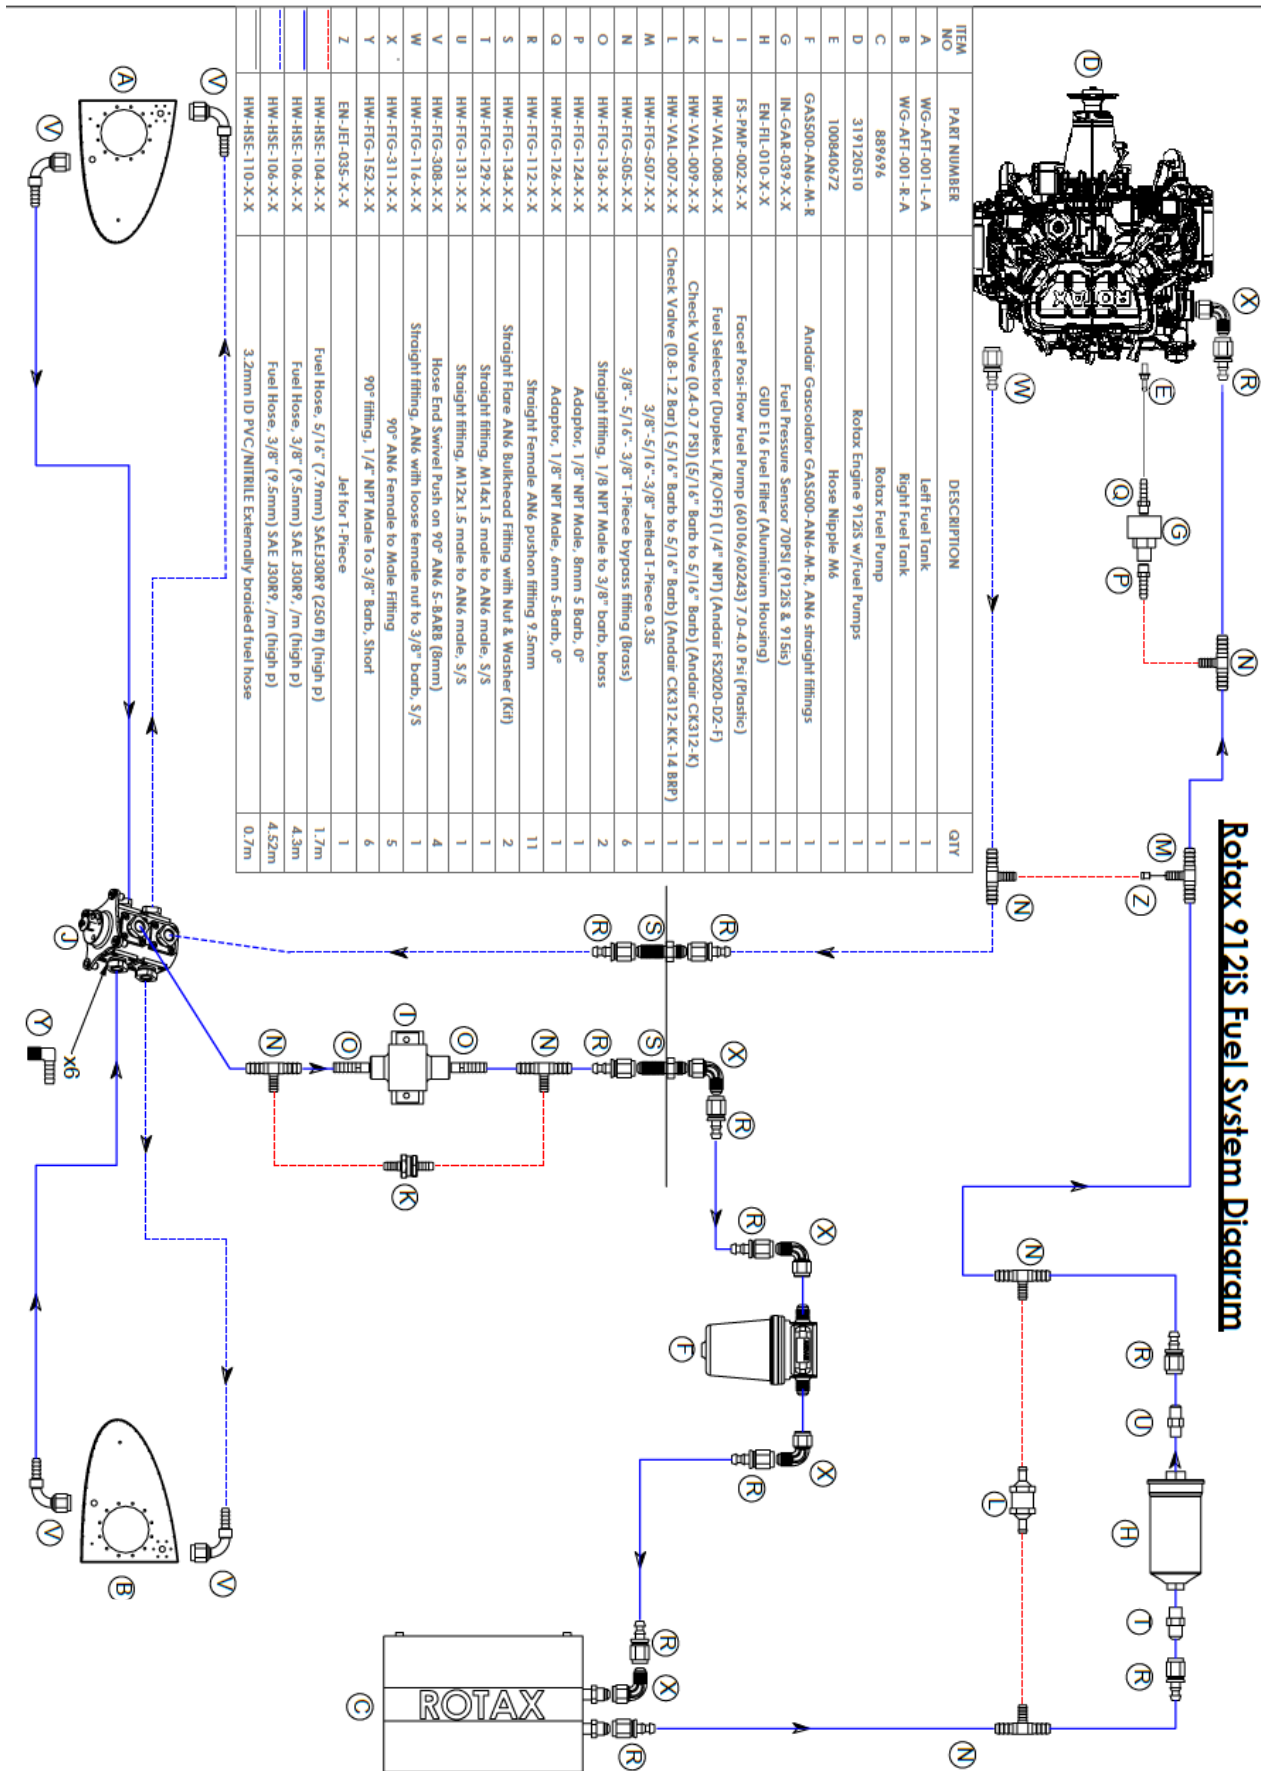 Rotax 912iS Fuel System Diagram
ITEM NO PART NUMBER DESCRIPTION QTY
A WG-AFT-001-L-A Left Fuel Tank 1
B WG-AFT-001-R-A Right Fuel Tank 1
C 889696 Rotax Fuel Pump 1
D 319120510 Rotax Engine 912iS w/Fuel Pumps 1
E 100840672 Hose Nipple M6 1
F GAS500-AN6-M-R Andair Gascolator GAS500-AN6-M-R, AN6 straight fittings 1
G IN-GAR-039-X-X Fuel Pressure Sensor 70PSI (912iS & 915is) 1
H EN-FIL-010-X-X GUD E16 Fuel Filter (Aluminium Housing) 1
I FS-PMP-002-X-X Facet Posi-Flow Fuel Pump (60106/60243) 7.0-4.0 Psi (Plastic) 1
J HW-VAL-008-X-X Fuel Selector (Duplex L/R/OFF) (1/4" NPT) (Andair FS2020-D2-F) 1
K HW-VAL-009-X-X Check Valve (0.4-0.7 PSI) (5/16" Barb to 5/16" Barb) (Andair CK312-K) 1
L HW-VAL-007-X-X Check Valve (0.8-1.2 Bar) ( 5/16" Barb to 5/16" Barb) (Andair CK312-KK-14 BRP) 1
M HW-FTG-507-X-X 3/8"-5/16"-3/8" Jetted T-Piece 0.35 1
N HW-FTG-505-X-X 3/8"- 5/16"- 3/8" T-Piece bypass fitting (Brass) 6
O HW-FTG-136-X-X Straight fitting, 1/8 NPT Male to 3/8" barb, brass 2
P HW-FTG-124-X-X Adaptor, 1/8" NPT Male, 8mm 5 Barb, 0° 1
Q HW-FTG-126-X-X Adaptor, 1/8" NPT Male, 6mm 5-Barb, 0° 1
R HW-FTG-112-X-X Straight Female AN6 pushon fitting 9.5mm 11
S HW-FTG-134-X-X Straight Flare AN6 Bulkhead Fitting with Nut & Washer (Kit) 2
T HW-FTG-129-X-X Straight fitting, M14x1.5 male to AN6 male, S/S 1
U HW-FTG-131-X-X Straight fitting, M12x1.5 male to AN6 male, S/S 1
V HW-FTG-308-X-X Hose End Swivel Push on 90° AN6 5-BARB (8mm) 4
W HW-FTG-116-X-X Straight fitting, AN6 with loose female nut to 3/8" barb, S/S 1
X HW-FTG-311-X-X 90° AN6 Female to Male Fitting 5
Y HW-FTG-152-X-X 90° fitting, 1/4" NPT Male To 3/8" Barb, Short 6
Z EN-JET-035-X-X Jet for T-Piece 1
HW-HSE-104-X-X Fuel Hose, 5/16" (7.9mm) SAEJ30R9 (250 ft) (high p) 1.7m
HW-HSE-106-X-X Fuel Hose, 3/8" (9.5mm) SAE J30R9, /m (high p) 4.3m
HW-HSE-106-X-X Fuel Hose, 3/8" (9.5mm) SAE J30R9, /m (high p) 4.52m
HW-HSE-110-X-X 3.2mm ID PVC/NITRILE Externally braided fuel hose 0.7m
D
ROTAX
X
R
W
E
Q
G
P
N
M
Z
N
N
R
U
H
T
R
L
N
R
S
R
R
S
X
R
N
O
I
O
N
K
R
X
F
X
R
R
X
C
ROTAX
R
J
Y
x6
A
V
V
B
V
V